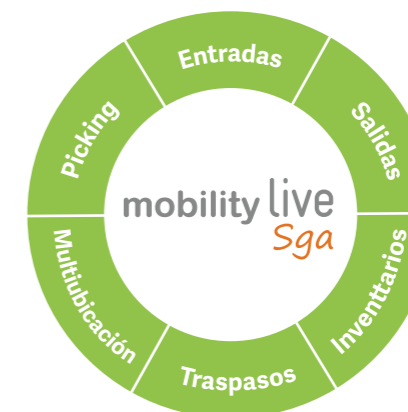 Entradas
Salidas
Inventtarios
Traspasos
Multiubicación
Picking
mobility live
Sga